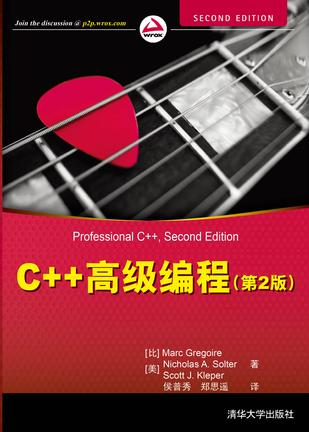 Join the discussion @ p2p.wrox.com
wrox
SECOND EDITION
Professional C++, Second Edition
C++高级编程(第2版)
[比] Marc Gregoire
[美] Nicholas A. Solter 著
Scott J. Kleper
侯普秀 郑思遥 译
清华大学出版社